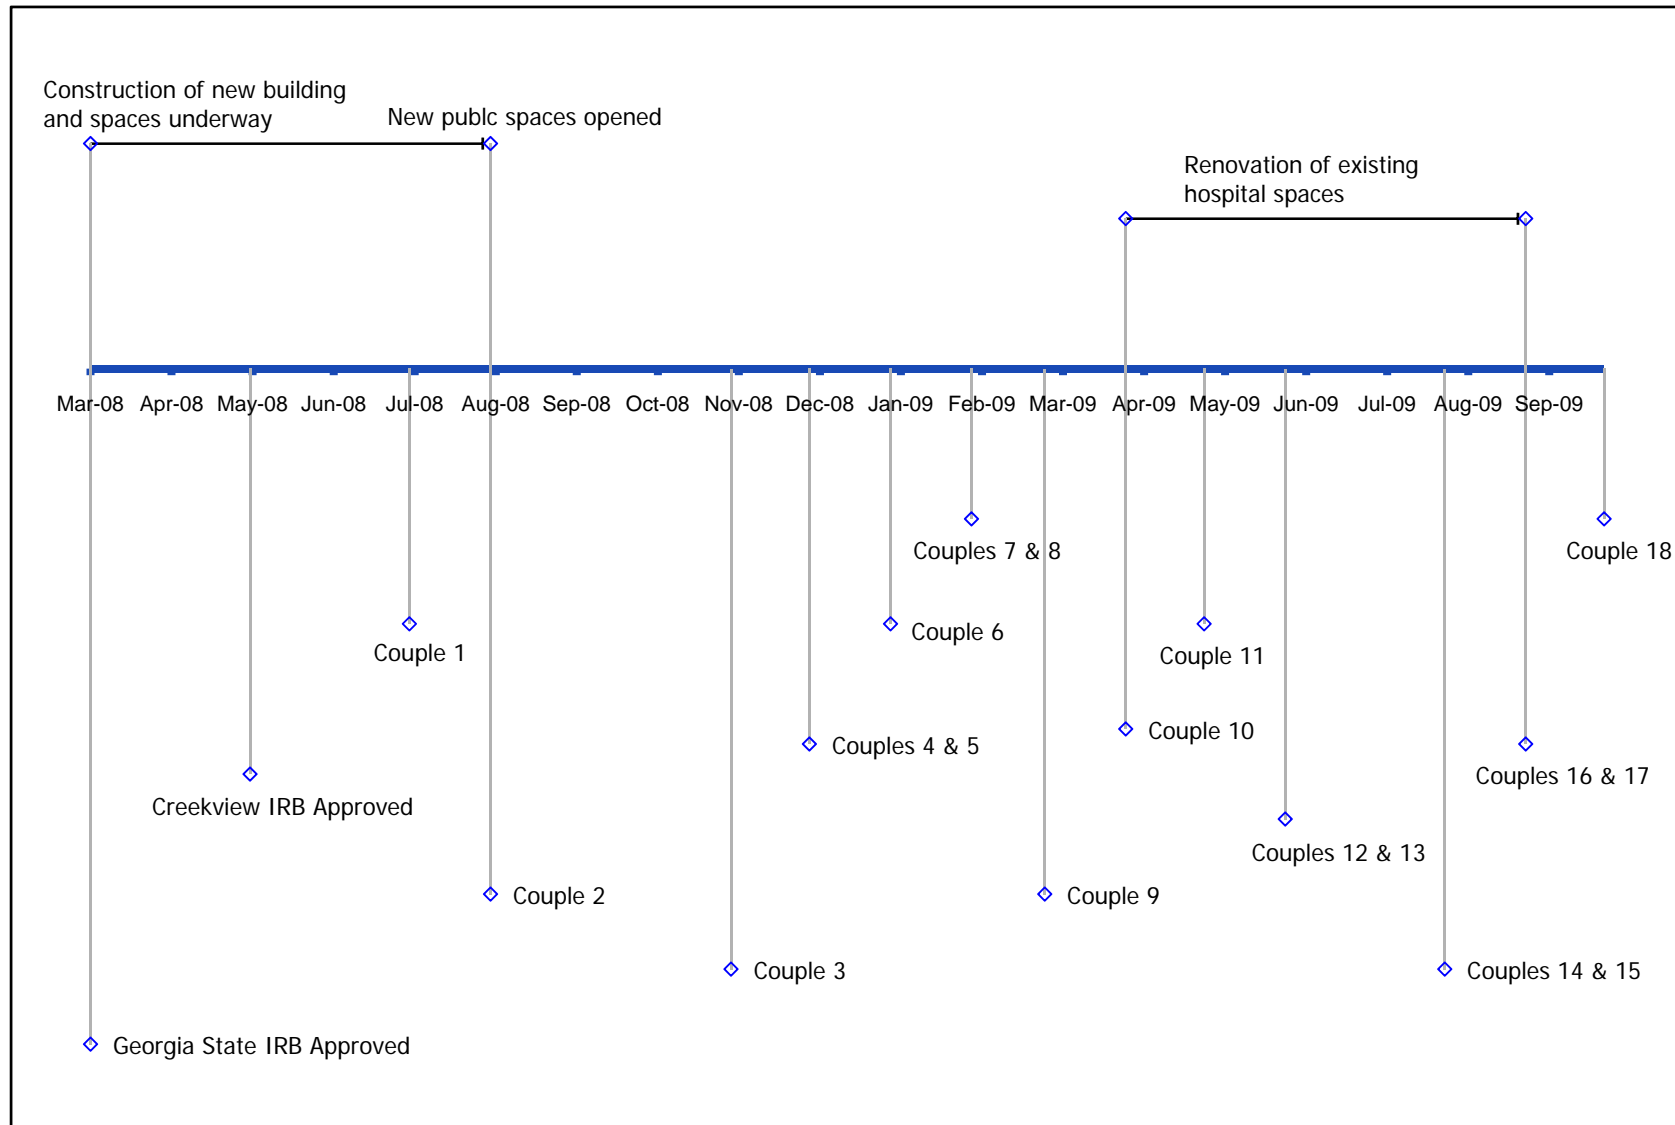 Construction of new building
and spaces underway
New publc spaces opened
Renovation of existing
hospital spaces
Mar-08 Apr-08 May-08 Jun-08 Jul-08 Aug-08 Sep-08 Oct-08 Nov-08 Dec-08 Jan-09 Feb-09 Mar-09 Apr-09 May-09 Jun-09 Jul-09 Aug-09 Sep-09
Couples 7 & 8
Couple 18
Couple 6
Couple 1
Couple 11
Couple 10
Couples 4 & 5
Couples 16 & 17
Creekview IRB Approved
Couples 12 & 13
Couple 2
Couple 9
Couple 3
Couples 14 & 15
Georgia State IRB Approved